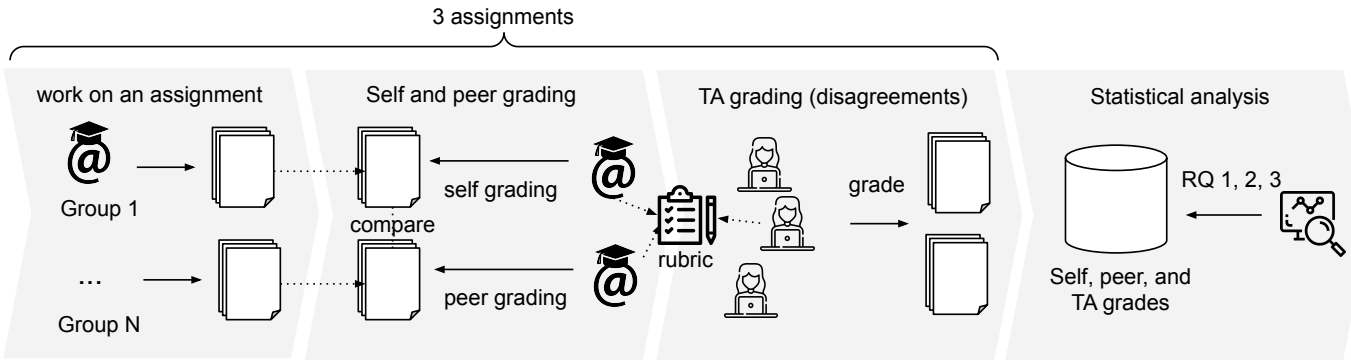 3 assignments
work on an assignment
Group 1
...
Group N
Self and peer grading
self grading
compare
peer grading
rubric
TA grading (disagreements)
grade
Statistical analysis
RQ 1, 2, 3
Self, peer, and
TA grades